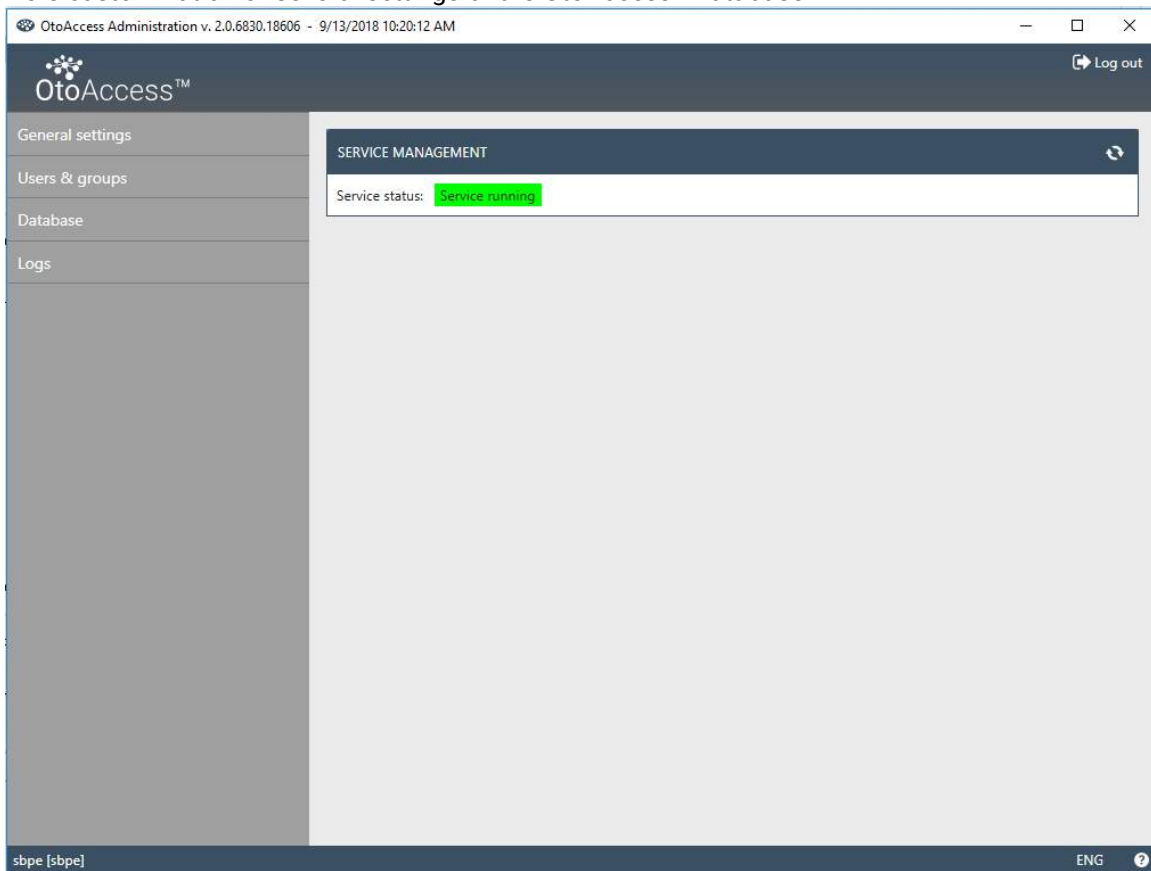 OtoAccess Administration v. 2.0.6830.18606 - 9/13/2018 10:20:12 AM
Log out
OtoAccess™
General settings
Users & groups
Database
Logs
SERVICE MANAGEMENT
Service status: Service running
sbpe [sbpe]
ENG